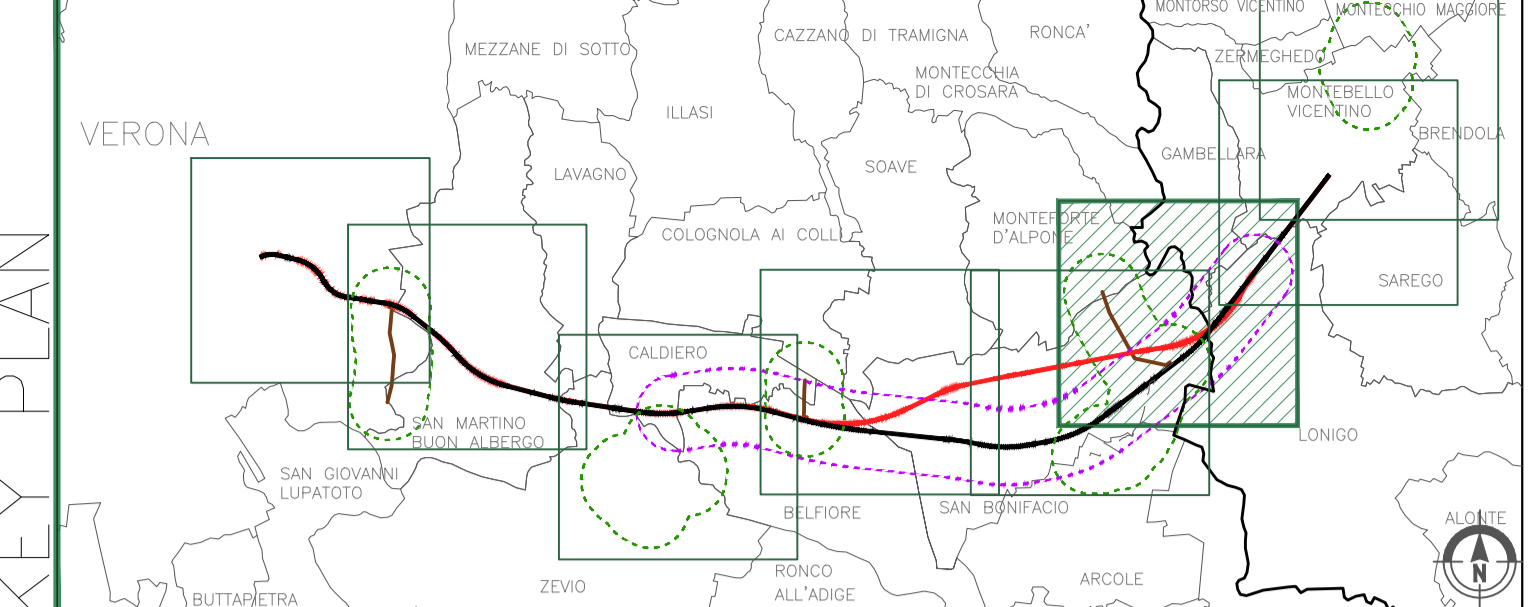 MONTORSO VICENTINO
MONTECCHIO MAGGIORE
MEZZANE DI SOTTO
CAZZANO DI TRAMIGNA
RONCA'
ZERMEGHEDO
MONTECCHIA
DI CROSARA
MONTEBELLO
VICENTINO
ILLASI
VERONA
BRENDOLA
GAMBELLARA
LAVAGNO
SOAVE
MONTEFORTE
D'ALPONE
COLOGNOLA AI COLLI
SAREGO
KEY PLAN
CALDIERO
SAN MARTINO
BUON ALBERGO
LONIGO
SAN GIOVANNI
LUPATOTO
BELFIORE
SAN BONIFACIO
ALONTE
N
RONCO
ALL'ADIGE
ARCOLE
ZEVIO
BUTTAPIETRA